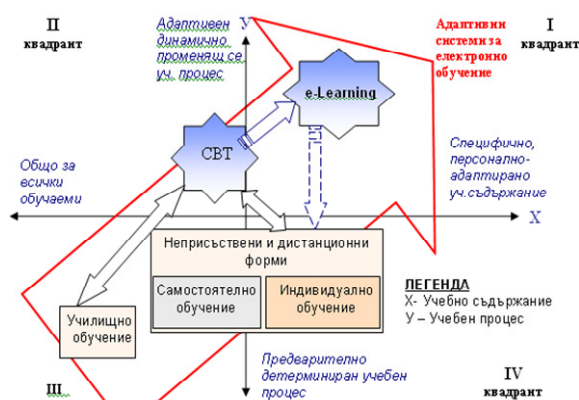 II
квадрант
Адаптивен
динамично
променящ се
уч. процес
У
Адаптивни
системи за
електронно
обучение
I
квадрант
e-Learning
СВТ
Общо за
всички
обучаеми
Специфично,
персонално-
адаптирано
уч.съдържание
X
Неприсъствени и дистанционни
форми
Самостоятелно
обучение
Индивидуално
обучение
Училищно
обучение
ЛЕГЕНДА
X- Учебно съдържание
У – Учебен процес
III
Предварително
детерминиран учебен
процес
IV
квадрант